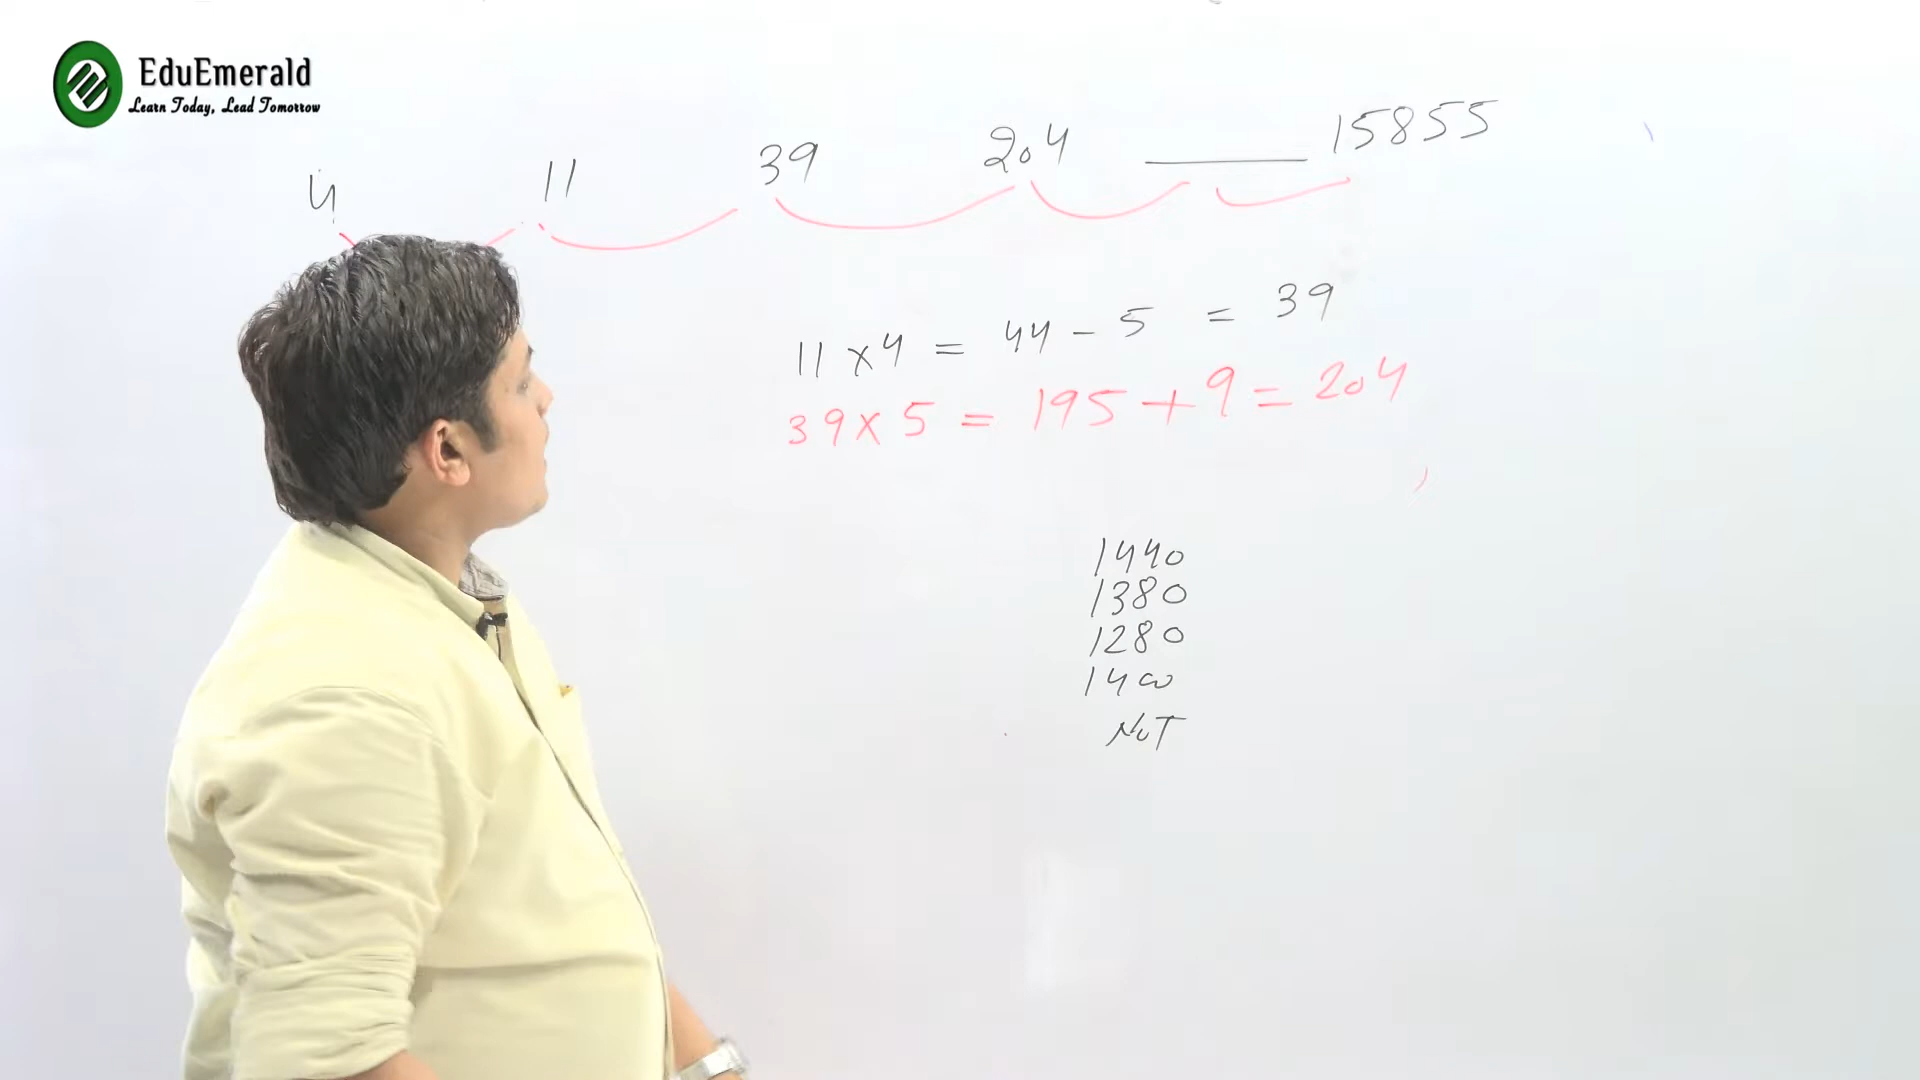 EduEmerald
Learn Today, Lead Tomorrow
4 11 39 204 ____ 15855
11 x 4 = 44 - 5 = 39
39 x 5 = 195 + 9 = 204
1440
1380
1280
1400
NOT